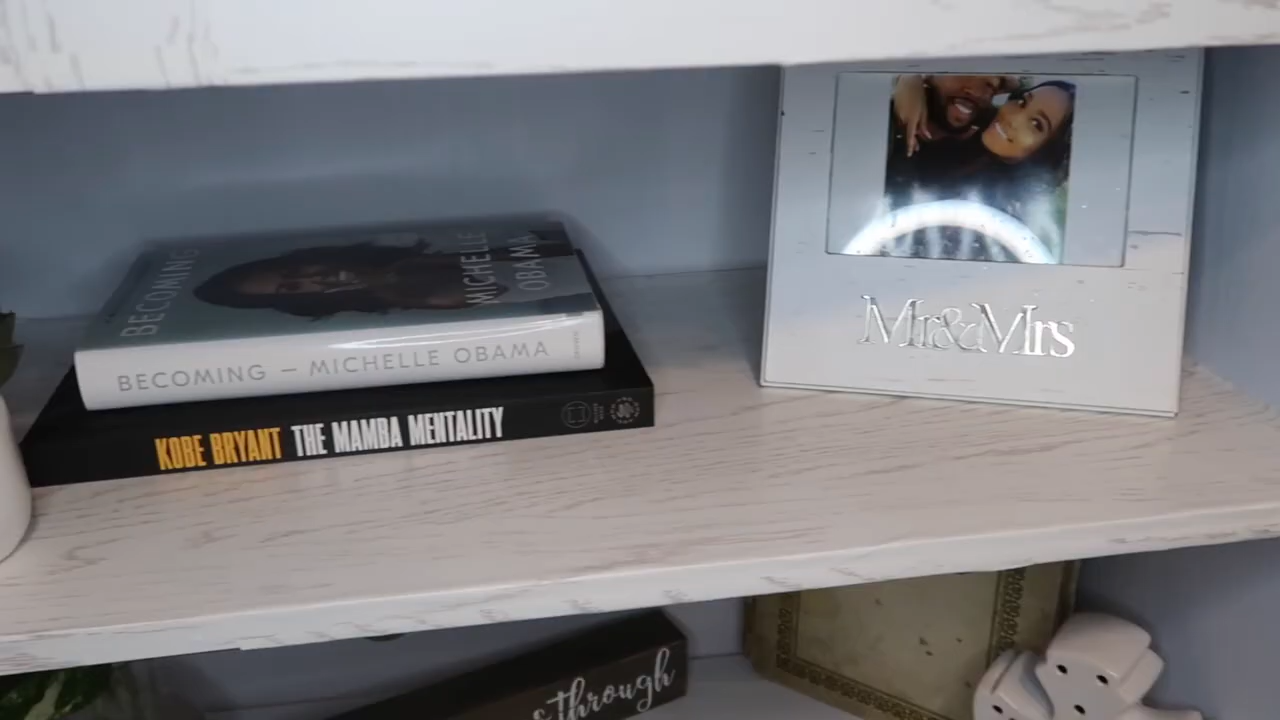 BECOMING
MICHELLE
OBAMA
BECOMING — MICHELLE OBAMA
KOBE BRYANT THE MAMBA MENTALITY
Mr&Mrs
through